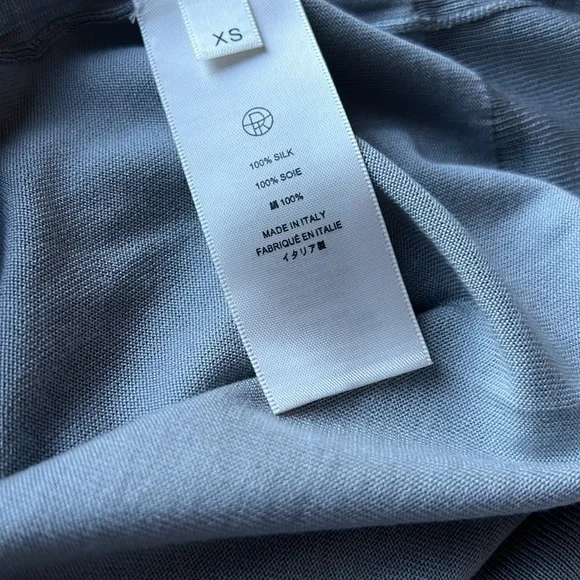 XS
100% SILK
100% SOIE
絹 100%
MADE IN ITALY
FABRIQUÉ EN ITALIE
イタリア製